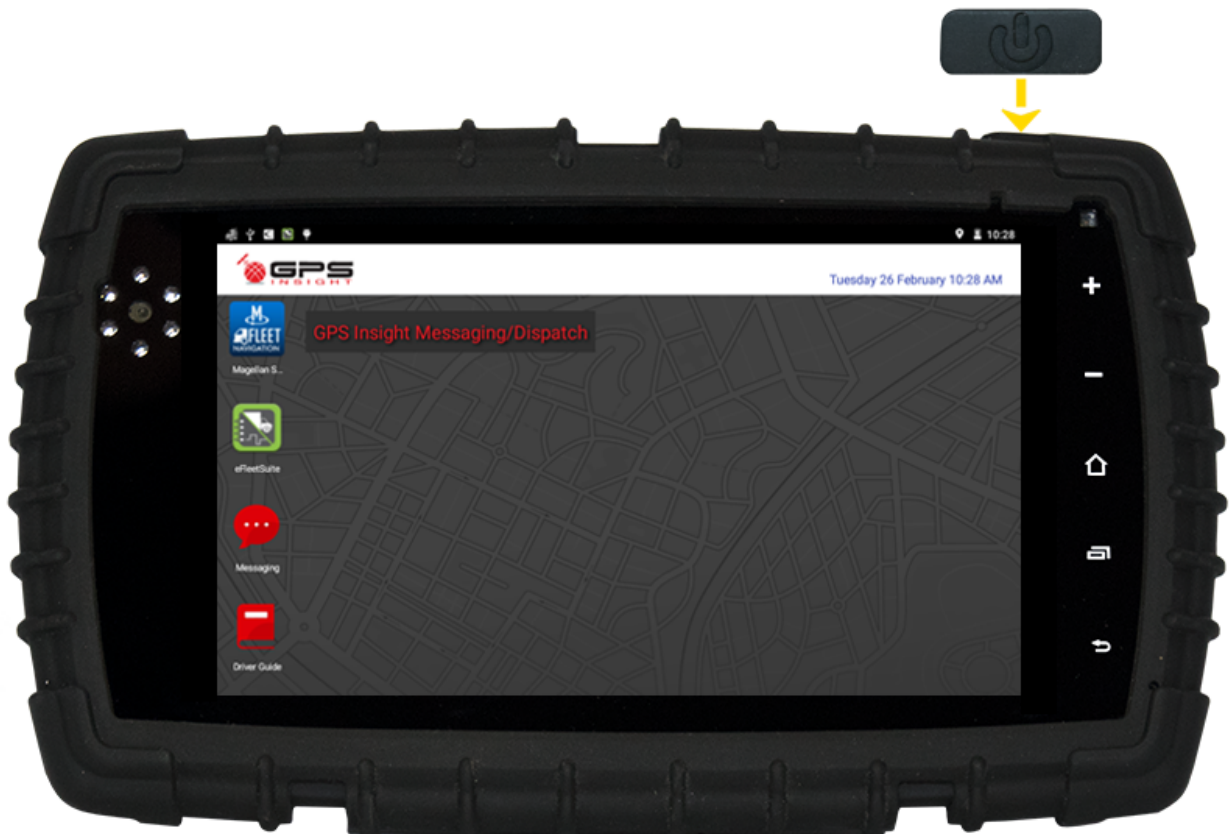 10:28
GPS
INSIGHT
Tuesday 26 February 10:28 AM
M
FLEET
NAVIGATION
GPS Insight Messaging/Dispatch
Magellan S...
eFleetSuite
Messaging
Driver Guide